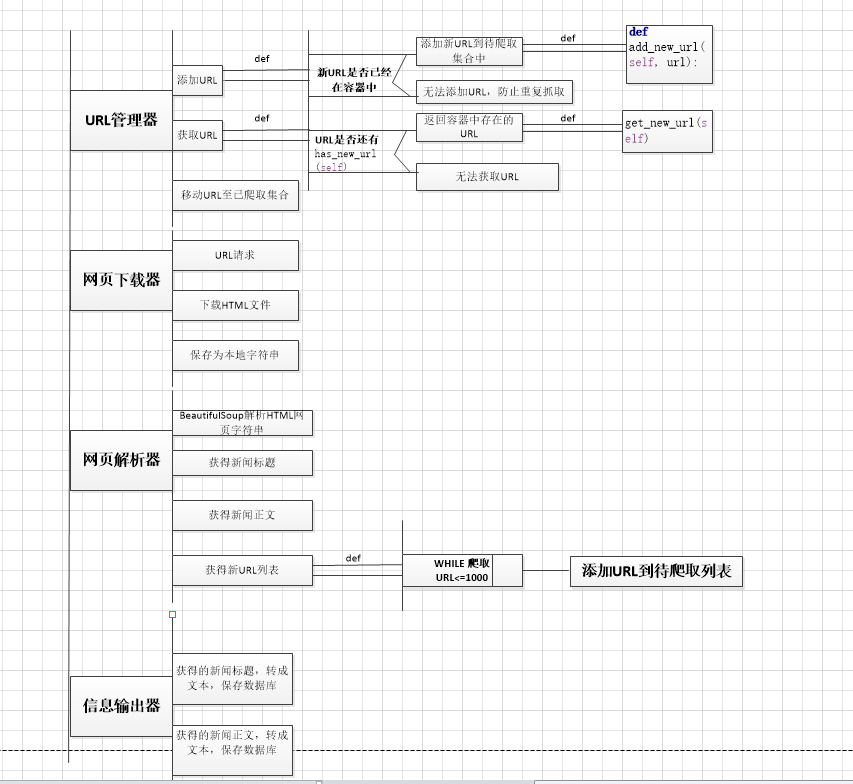 URL管理器
添加URL
def
新URL是否已经
在容器中
添加新URL到待爬取
集合中
def
def
add_new_url(
self, url):
无法添加URL，防止重复抓取
获取URL
def
URL是否还有
has_new_url
(self)
返回容器中存在的
URL
def
get_new_url(s
elf)
无法获取URL
移动URL至已爬取集合
网页下载器
URL请求
下载HTML文件
保存为本地字符串
网页解析器
BeautifulSoup解析HTML网
页字符串
获得新闻标题
获得新闻正文
获得新URL列表
def
WHILE 爬取
URL<=1000
添加URL到待爬取列表
信息输出器
获得的新闻标题，转成
文本，保存数据库
获得的新闻正文，转成
文本，保存数据库